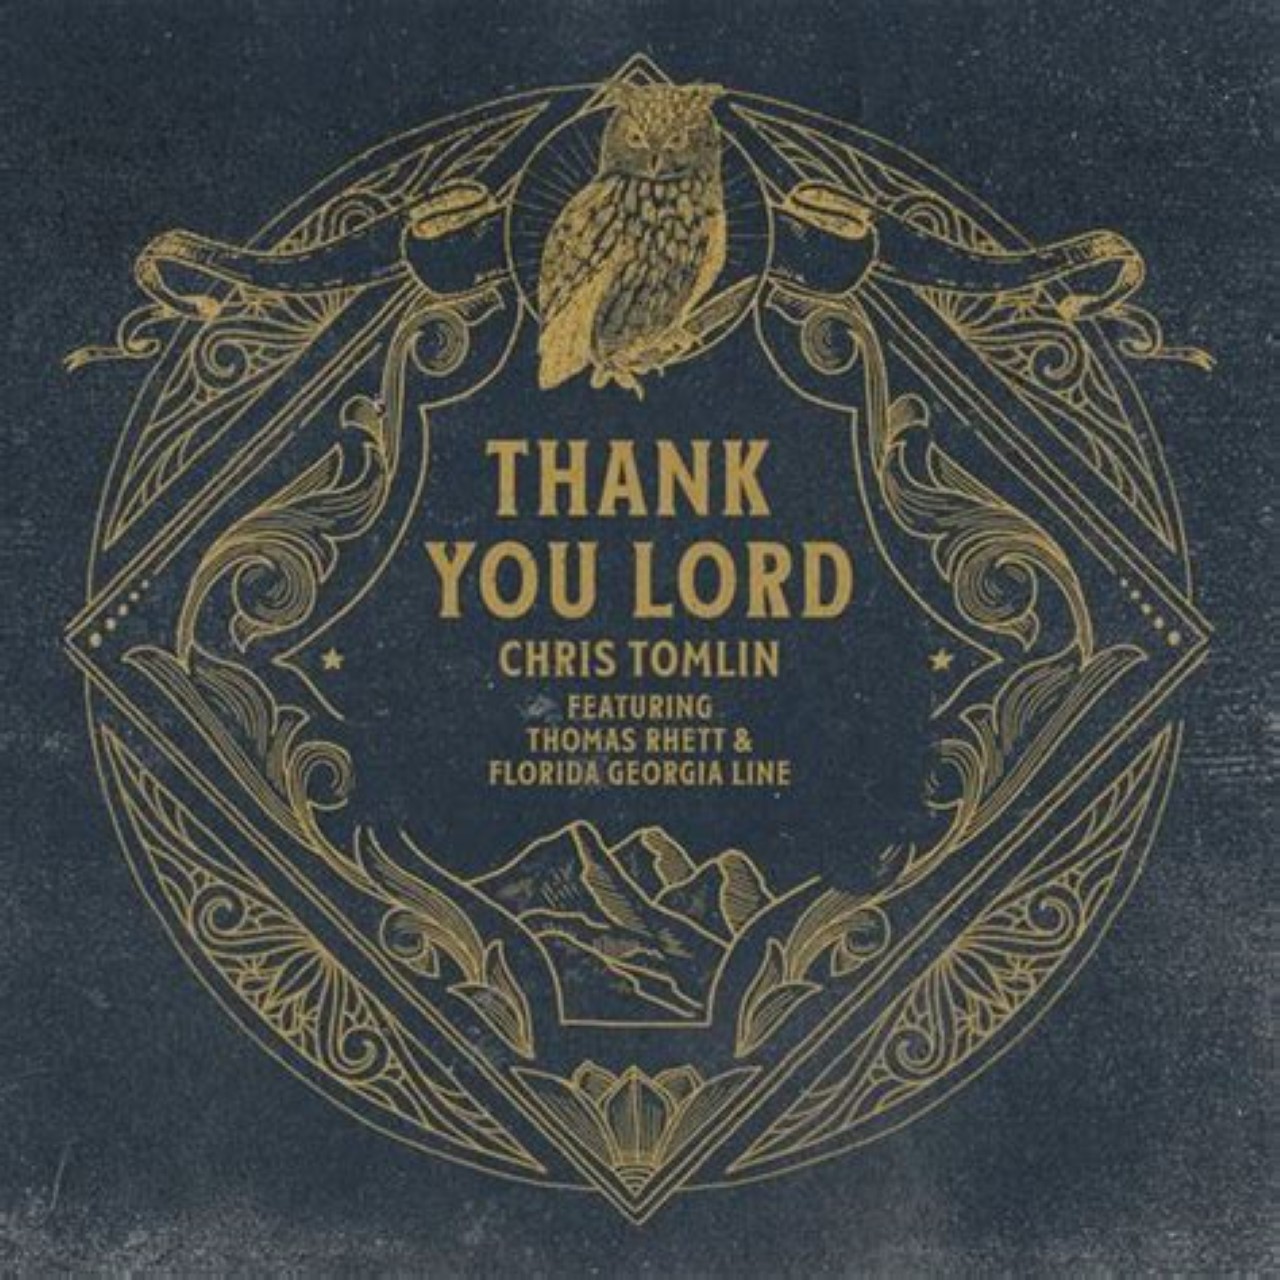 THANK
YOU LORD
CHRIS TOMLIN
FEATURING
THOMAS RHETT &
FLORIDA GEORGIA LINE